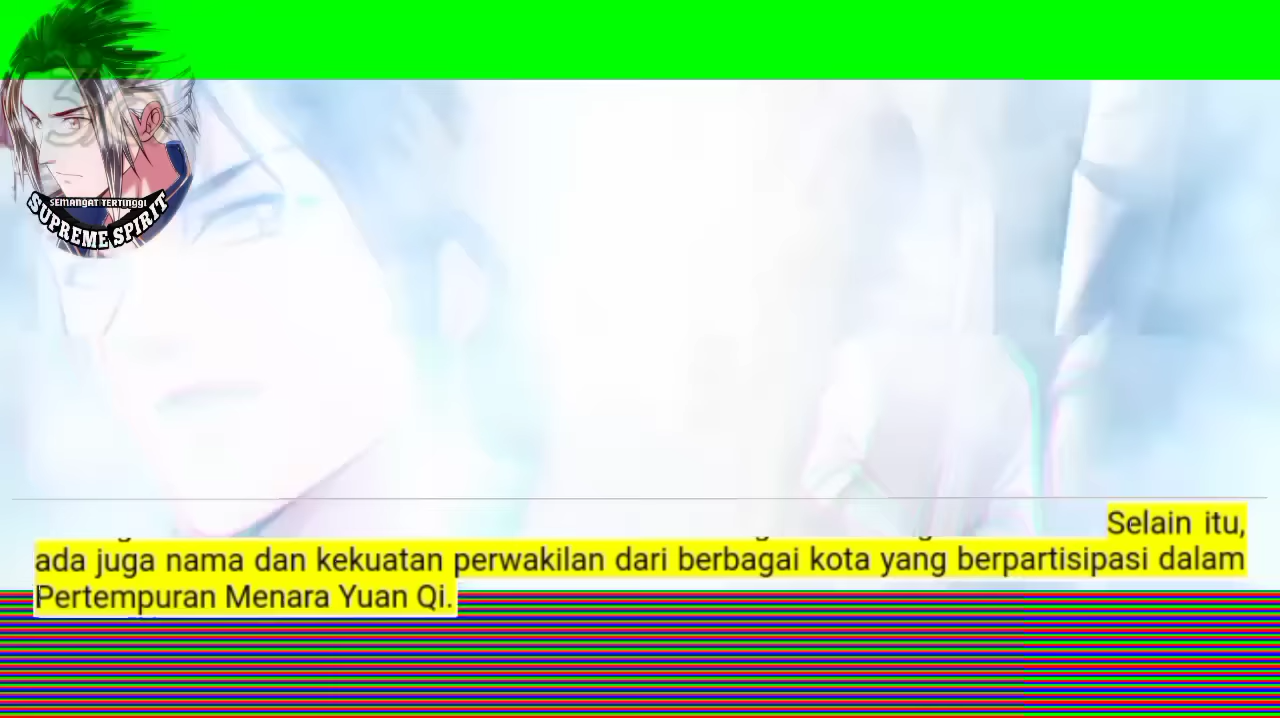 SEMANGAT TERTINGGI
SUPREME SPIRIT
Selain itu,
ada juga nama dan kekuatan perwakilan dari berbagai kota yang berpartisipasi dalam
Pertempuran Menara Yuan Qi.